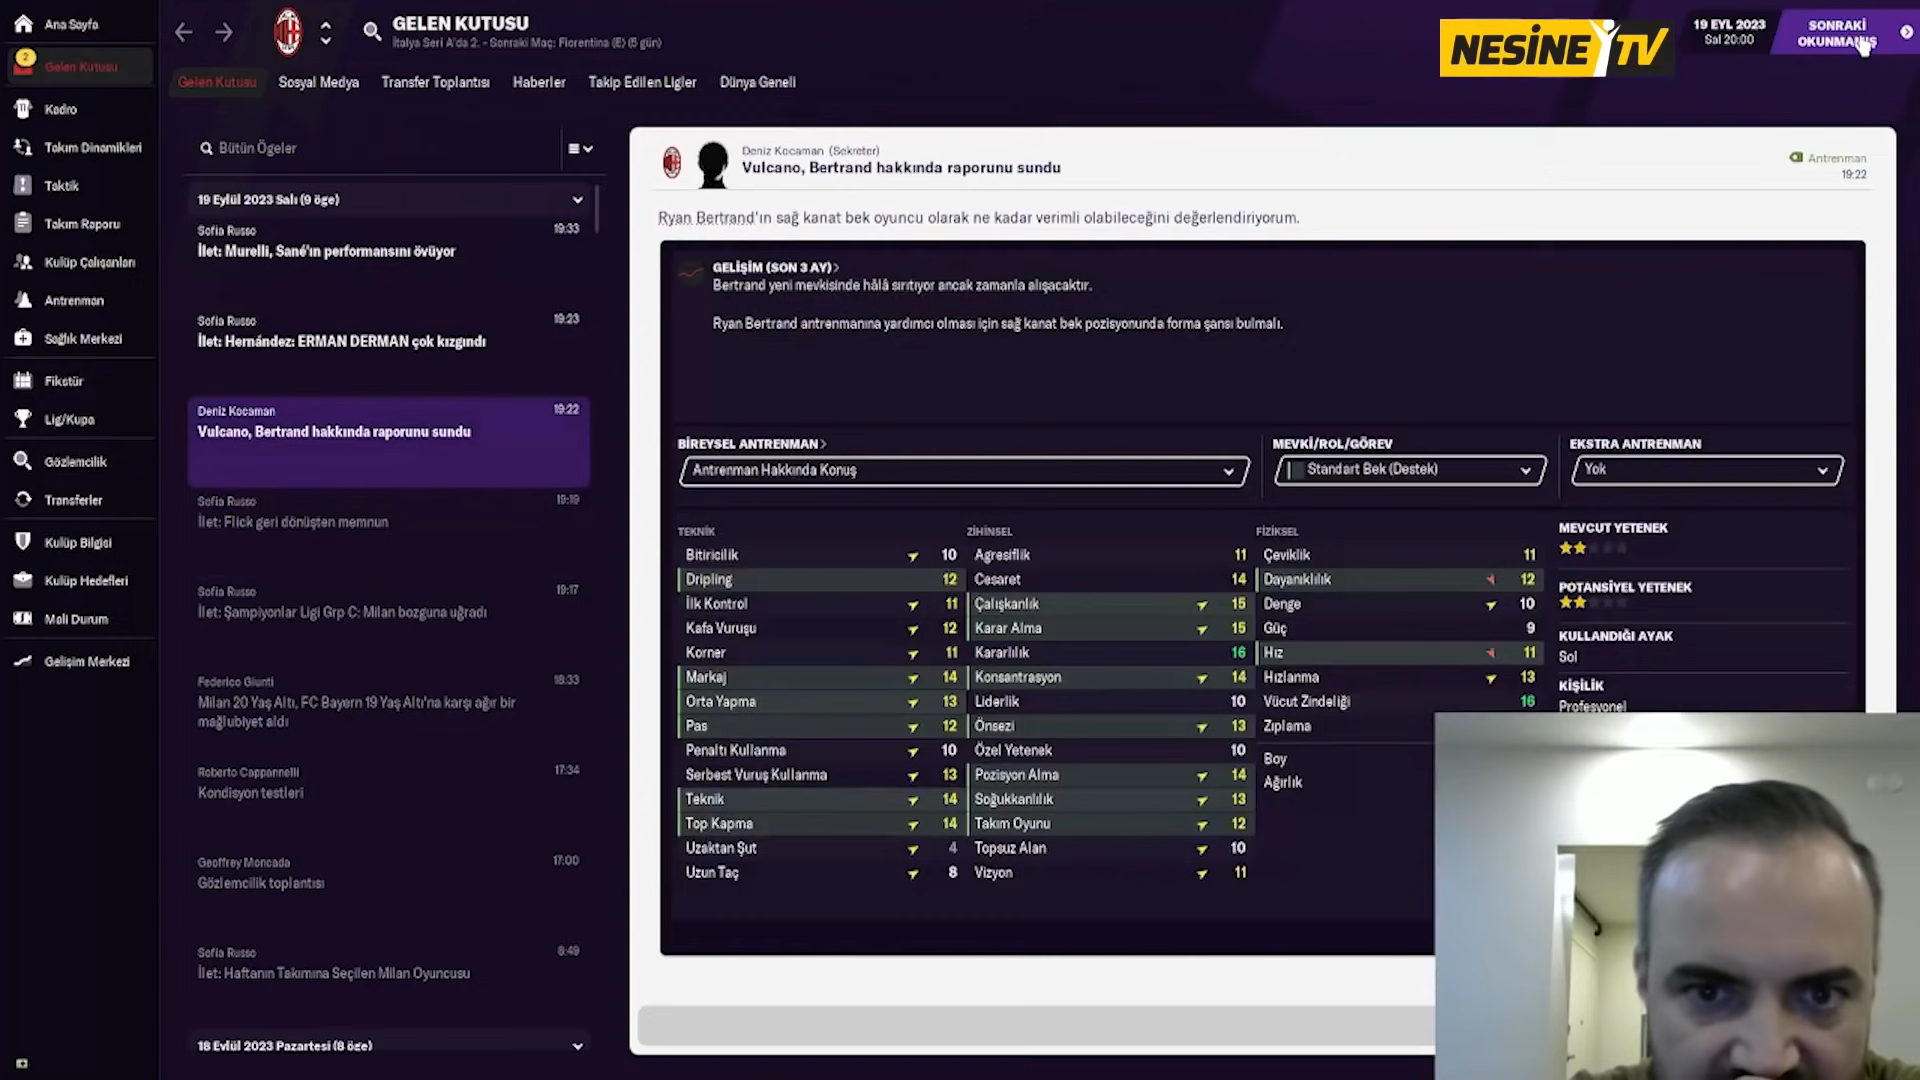 Ana Sayfa
2
Gelen Kutusu
Kadro
Takım Dinamikleri
Taktik
Takım Raporu
Kulüp Çalışanları
Antrenman
Sağlık Merkezi
Fikstür
Lig/Kupa
Gözlemcilik
Transferler
Kulüp Bilgisi
Kulüp Hedefleri
Mali Durum
Gelişim Merkezi
GELEN KUTUSU
İtalya Seri A'da 2. - Sonraki Maç: Fiorentina (E) (5 gün)
NESiNE TV
19 EYL 2023
Sal 20:00
SONRAKİ
OKUNMAMIŞ
Gelen Kutusu Sosyal Medya Transfer Toplantısı Haberler Takip Edilen Ligler Dünya Geneli
Bütün Ögeler
19 Eylül 2023 Salı (9 öge)
Sofia Russo 19:33
İlet: Murelli, Sané'ın performansını övüyor
Sofia Russo 19:23
İlet: Hernández: ERMAN DERMAN çok kızgındı
Deniz Kocaman 19:22
Vulcano, Bertrand hakkında raporunu sundu
Sofia Russo 19:19
İlet: Flick geri dönüşten memnun
Sofia Russo 19:17
İlet: Şampiyonlar Ligi Grp C: Milan bozguna uğradı
Federico Giunti 18:33
Milan 20 Yaş Altı, FC Bayern 19 Yaş Altı'na karşı ağır bir
mağlubiyet aldı
Roberto Cappannelli 17:34
Kondisyon testleri
Geoffrey Moncada 17:00
Gözlemcilik toplantısı
Sofia Russo 8:49
İlet: Haftanın Takımına Seçilen Milan Oyuncusu
18 Eylül 2023 Pazartesi (8 öge)
Deniz Kocaman (Sekreter)
Vulcano, Bertrand hakkında raporunu sundu
Antrenman
19:22
Ryan Bertrand'ın sağ kanat bek oyuncu olarak ne kadar verimli olabileceğini değerlendiriyorum.
GELİŞİM (SON 3 AY)
Bertrand yeni mevkisinde hâlâ sırıtıyor ancak zamanla alışacaktır.
Ryan Bertrand antrenmanına yardımcı olması için sağ kanat bek pozisyonunda forma şansı bulmalı.
BİREYSEL ANTRENMAN MEVKİ/ROL/GÖREV EKSTRA ANTRENMAN
Antrenman Hakkında Konuş Standart Bek (Destek) Yok
TEKNİK ZİHİNSEL FİZİKSEL
Bitiricilik 10 Agresiflik 11 Çeviklik 11
Dripling 12 Cesaret 14 Dayanıklılık 12
İlk Kontrol 11 Çalışkanlık 15 Denge 10
Kafa Vuruşu 12 Karar Alma 15 Güç 9
Korner 11 Kararlılık 16 Hız 11
Markaj 14 Konsantrasyon 14 Hızlanma 13
Orta Yapma 13 Liderlik 10 Vücut Zindeliği 16
Pas 12 Önsezi 13 Zıplama
Penaltı Kullanma 10 Özel Yetenek 10
Serbest Vuruş Kullanma 13 Pozisyon Alma 14 Boy
Teknik 14 Soğukkanlılık 13 Ağırlık
Top Kapma 14 Takım Oyunu 12
Uzaktan Şut 4 Topsuz Alan 10
Uzun Taç 8 Vizyon 11
MEVCUT YETENEK
POTANSİYEL YETENEK
KULLANDIĞI AYAK
Sol
KİŞİLİK
Profesyonel